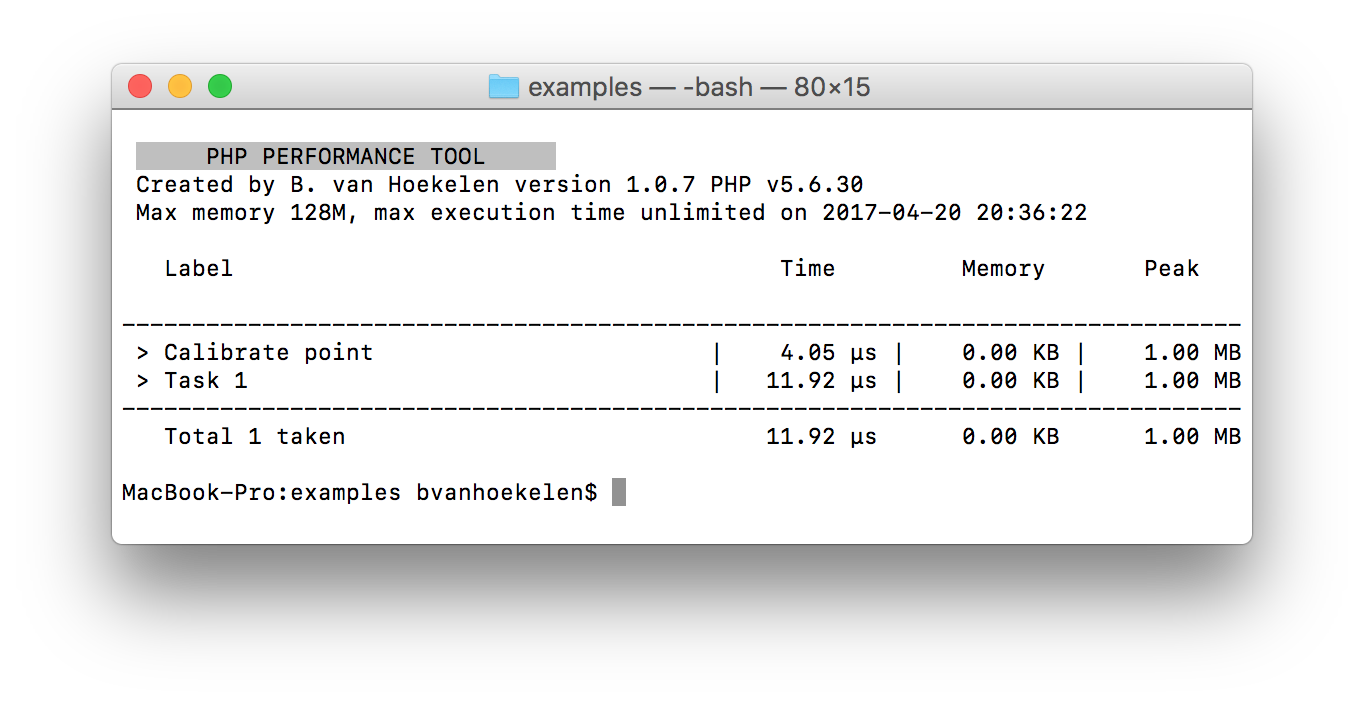 examples — -bash — 80×15
PHP PERFORMANCE TOOL
Created by B. van Hoekelen version 1.0.7 PHP v5.6.30
Max memory 128M, max execution time unlimited on 2017-04-20 20:36:22
Label Time Memory Peak
--------------------------------------------------------------------------------
> Calibrate point | 4.05 µs | 0.00 KB | 1.00 MB
> Task 1 | 11.92 µs | 0.00 KB | 1.00 MB
--------------------------------------------------------------------------------
Total 1 taken 11.92 µs 0.00 KB 1.00 MB
MacBook-Pro:examples bvanhoekelen$